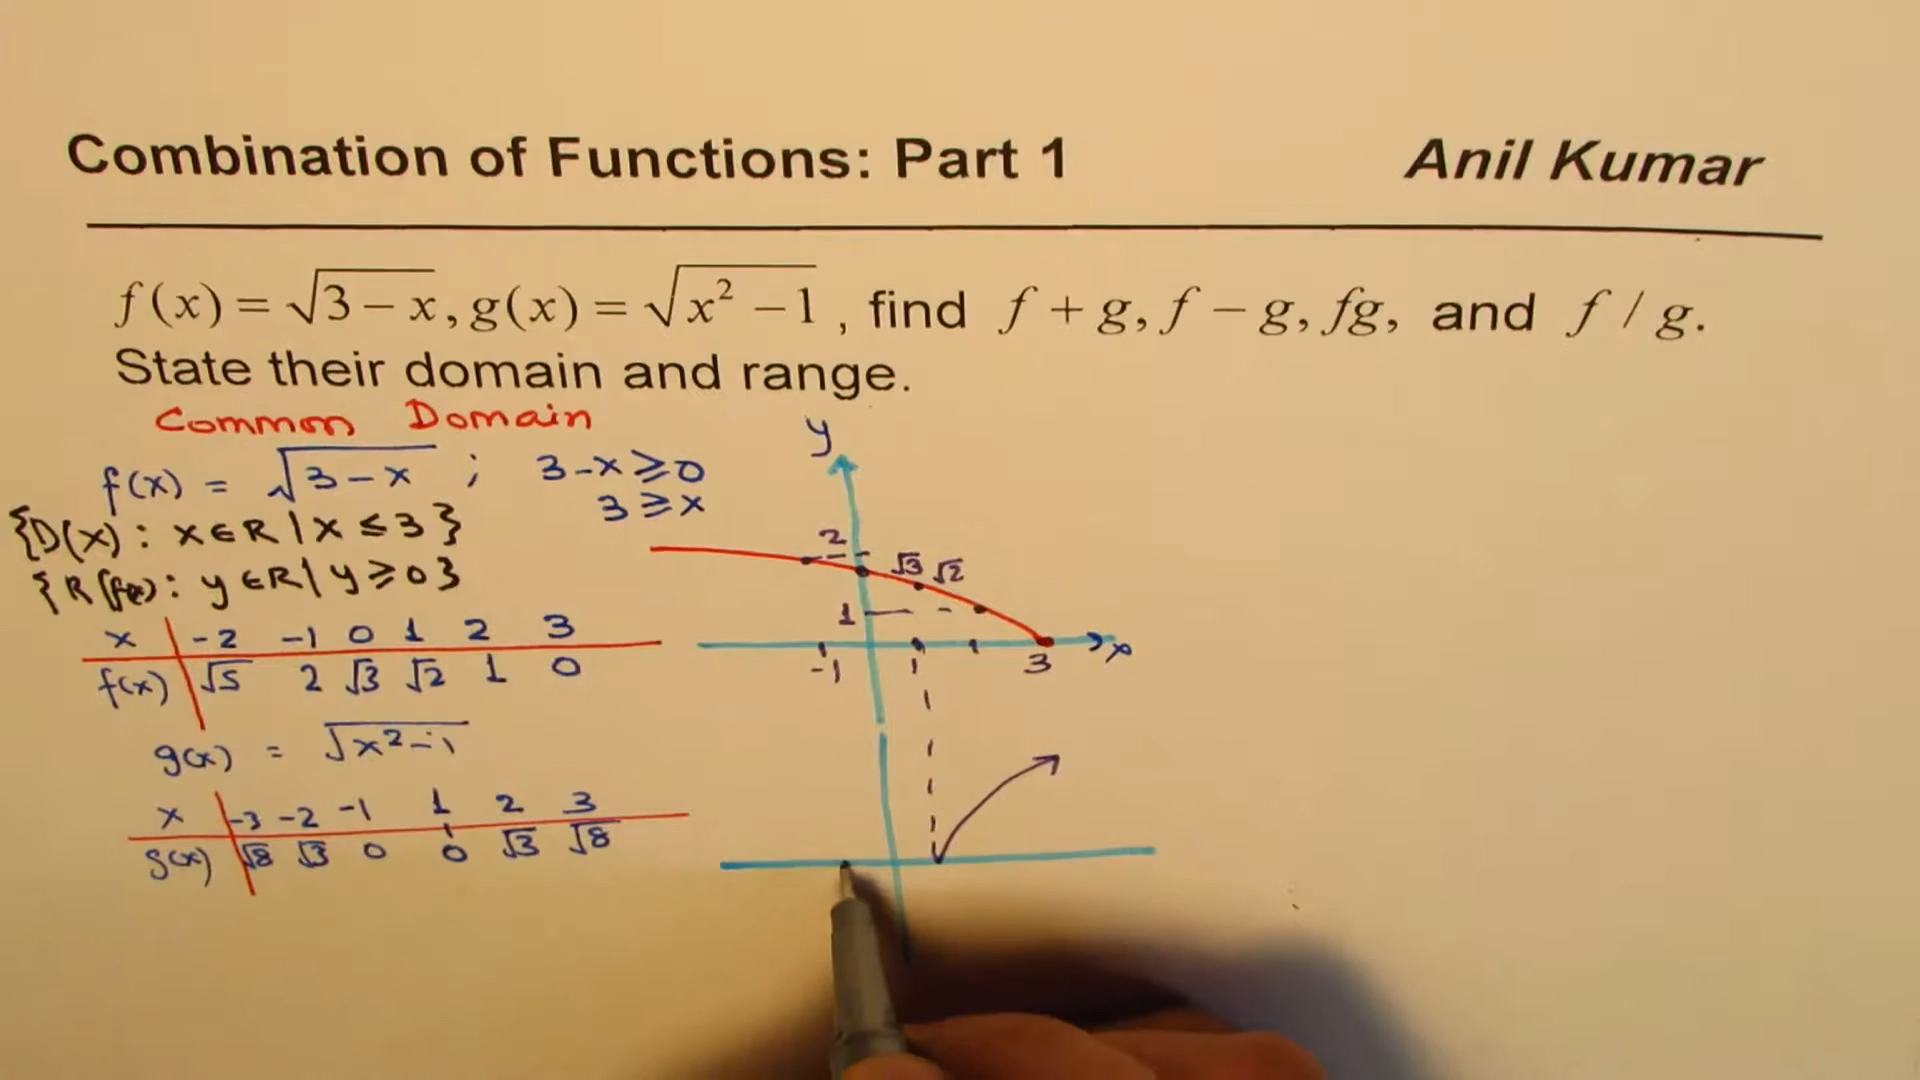 Combination of Functions: Part 1 Anil Kumar
f(x) = √(3 − x), g(x) = √(x² − 1), find f + g, f − g, fg, and f / g.
State their domain and range.
Common Domain
f(x) = √(3 − x) ; 3 − x ≥ 0
3 ≥ x
{D(x) : x ∈ R | x ≤ 3}
{R(f(x)) : y ∈ R | y ≥ 0}
x -2 -1 0 1 2 3
f(x) √5 2 √3 √2 1 0
g(x) = √(x² − 1)
x -3 -2 -1 1 2 3
g(x) √8 √3 0 0 √3 √8
y
2
√3 √2
1
x
-1 1 3